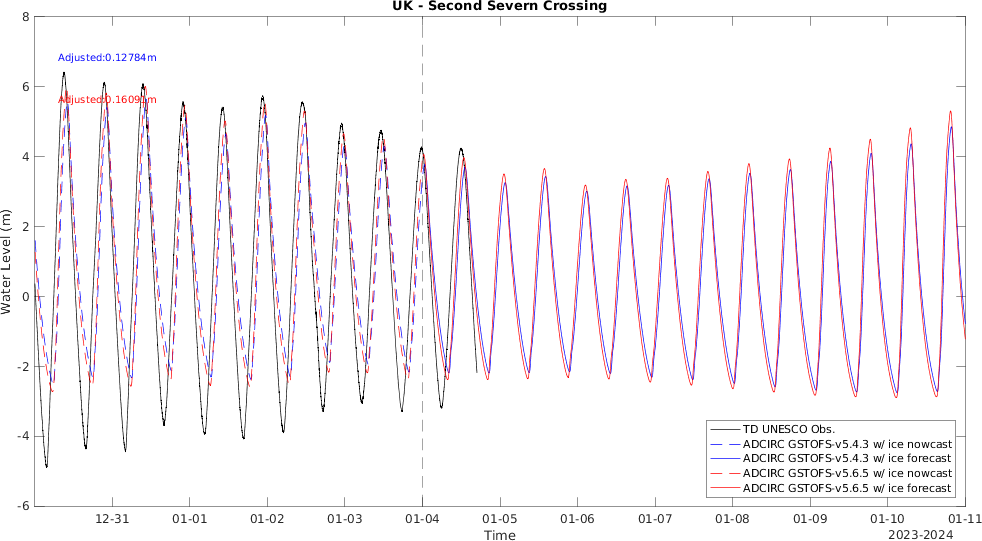 UK - Second Severn Crossing
8
6
4
2
0
-2
-4
-6
Water Level (m)
Adjusted:0.12784m
Adjusted:0.16091m
TD UNESCO Obs.
ADCIRC GSTOFS-v5.4.3 w/ ice nowcast
ADCIRC GSTOFS-v5.4.3 w/ ice forecast
ADCIRC GSTOFS-v5.6.5 w/ ice nowcast
ADCIRC GSTOFS-v5.6.5 w/ ice forecast
12-31 01-01 01-02 01-03 01-04 01-05 01-06 01-07 01-08 01-09 01-10 01-11
Time
2023-2024